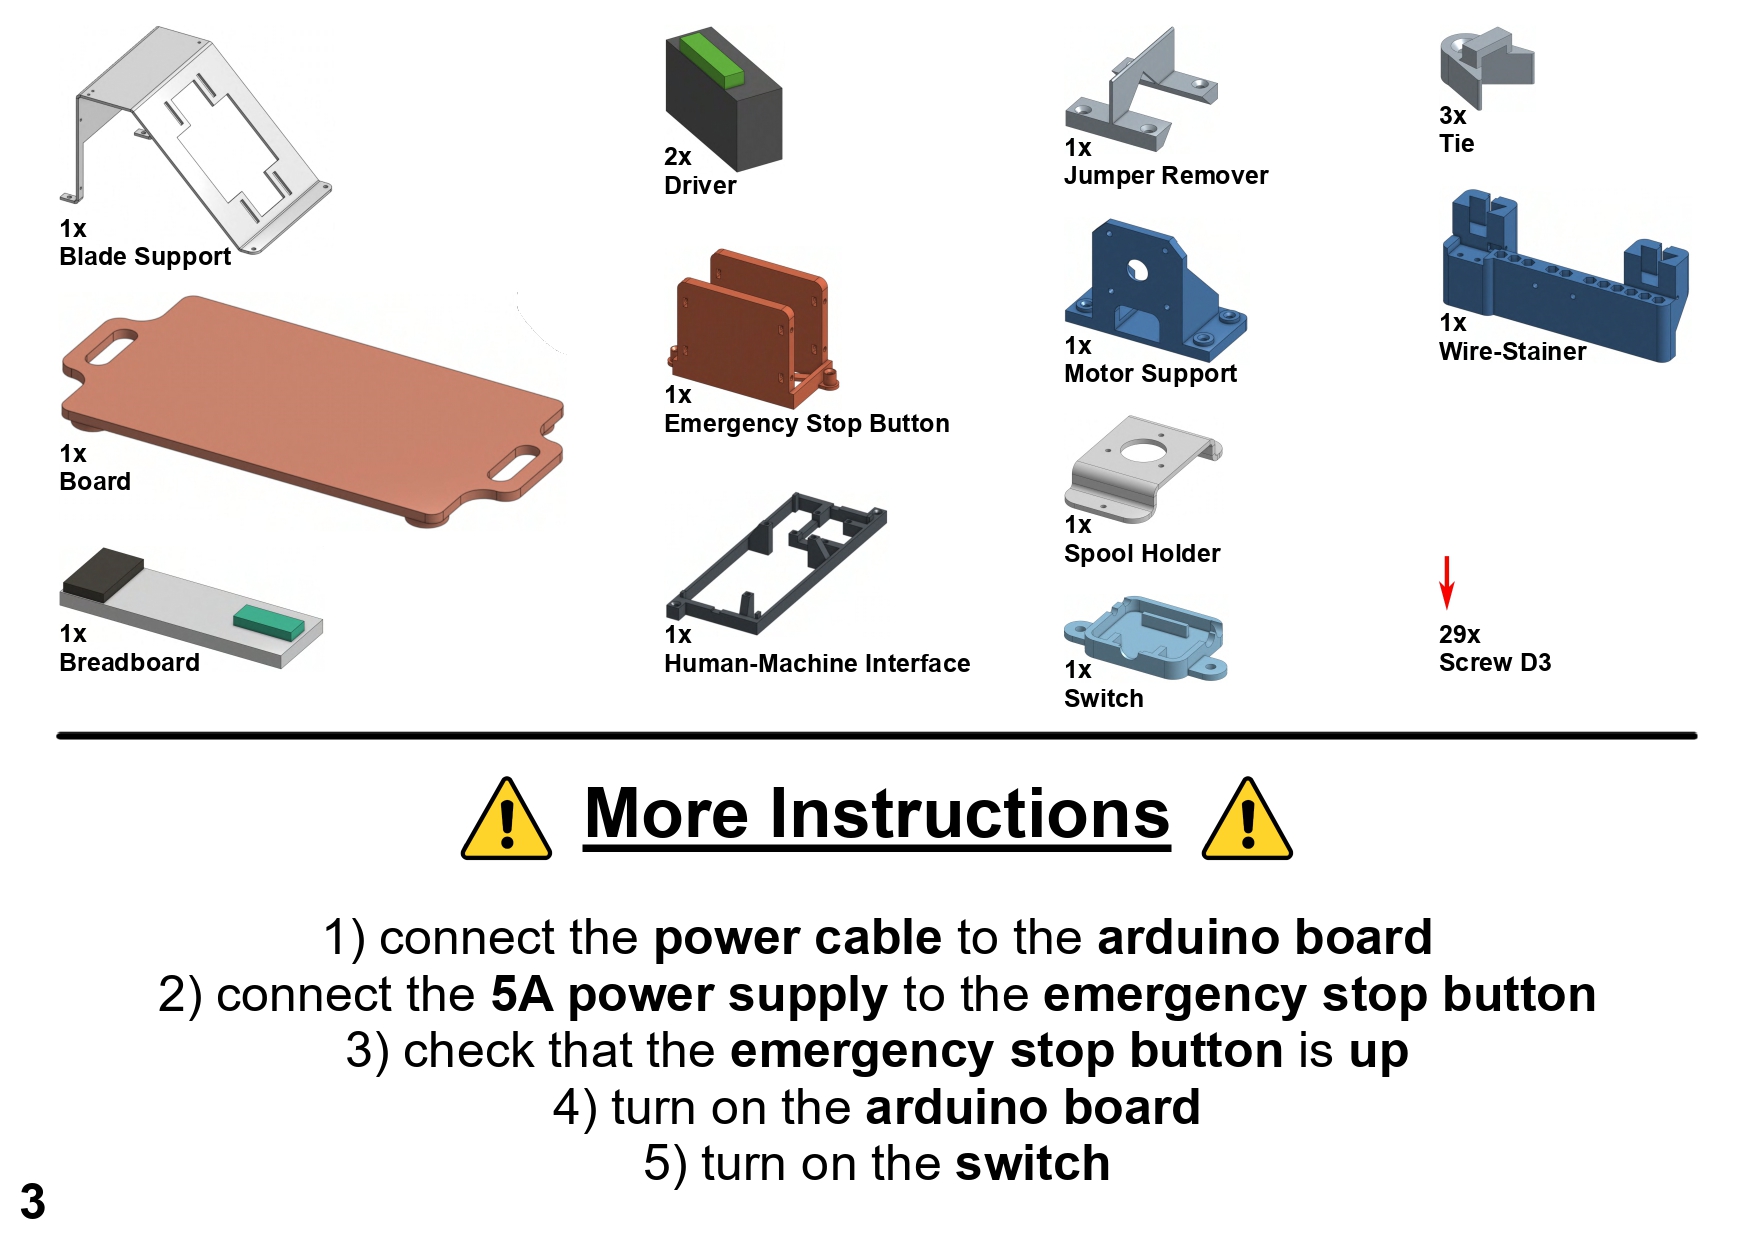 1x
Blade Support
1x
Board
1x
Breadboard
2x
Driver
1x
Emergency Stop Button
1x
Human-Machine Interface
1x
Jumper Remover
1x
Motor Support
1x
Spool Holder
1x
Switch
3x
Tie
1x
Wire-Stainer
29x
Screw D3
More Instructions
1) connect the power cable to the arduino board
2) connect the 5A power supply to the emergency stop button
3) check that the emergency stop button is up
4) turn on the arduino board
5) turn on the switch
3